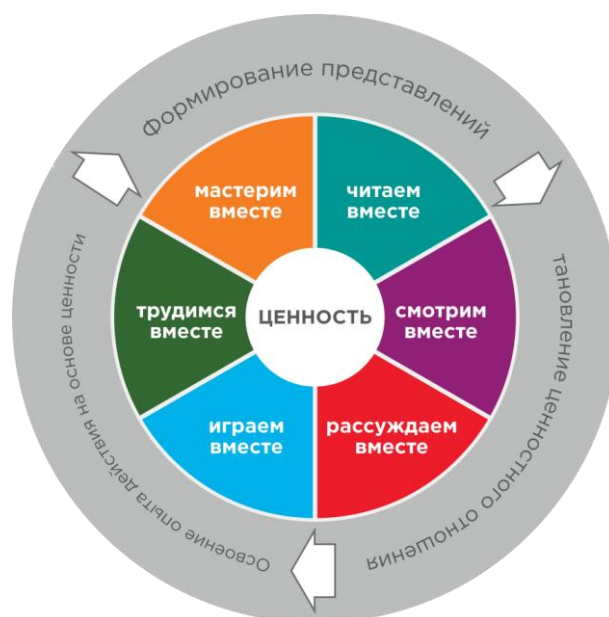 Формирование представлений
тановление ценностного отношения
Освоение опыта действия на основе ценности
мастерим
вместе
читаем
вместе
трудимся
вместе
ЦЕННОСТЬ
смотрим
вместе
играем
вместе
рассуждаем
вместе